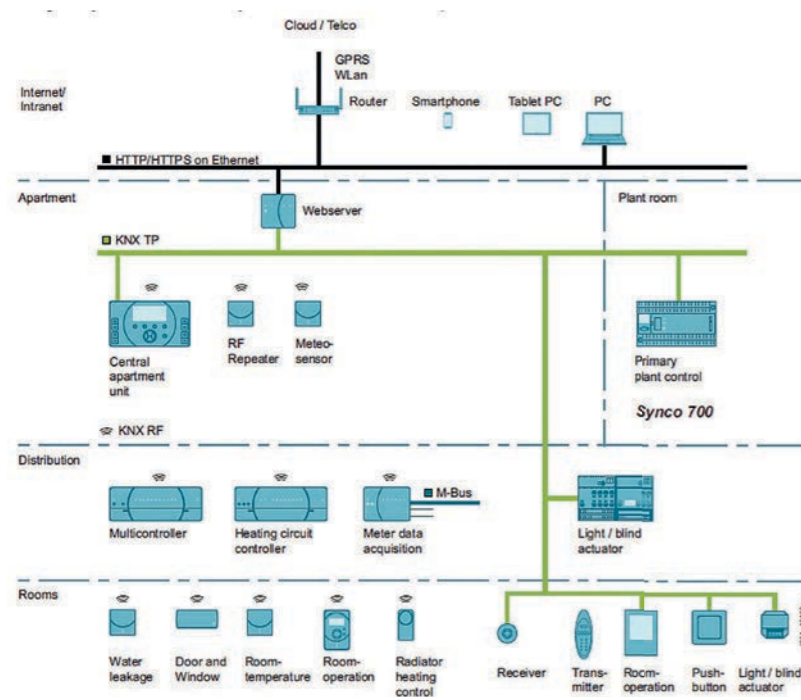 Cloud / Telco
GPRS
WLan
Internet/
Intranet
Router
Smartphone
Tablet PC
PC
HTTP/HTTPS on Ethernet
Apartment
Webserver
Plant room
KNX TP
Central
apartment
unit
RF
Repeater
Meteo-
sensor
Primary
plant control
Synco 700
KNX RF
Distribution
M-Bus
Multicontroller
Heating circuit
controller
Meter data
acquisition
Light / blind
actuator
Rooms
Water
leakage
Door and
Window
Room-
temperature
Room-
operation
Radiator
heating
control
Receiver
Trans-
mitter
Room-
operation
Push-
button
Light / blind
actuator